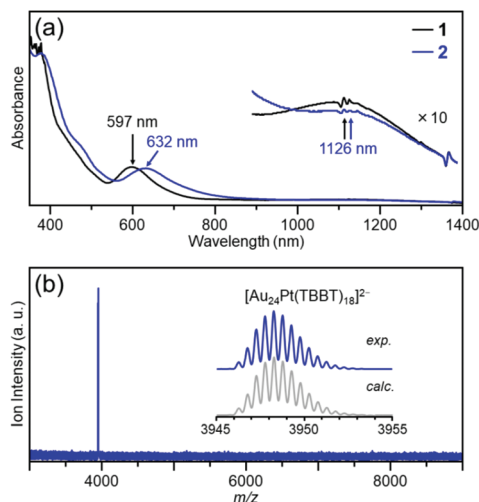 (a)
1
2
597 nm
632 nm
× 10
1126 nm
Absorbance
400 600 800 1000 1200 1400
Wavelength (nm)
(b)
[Au24Pt(TBBT)18]2−
exp.
calc.
3945 3950 3955
Ion Intensity (a. u.)
4000 6000 8000
m/z